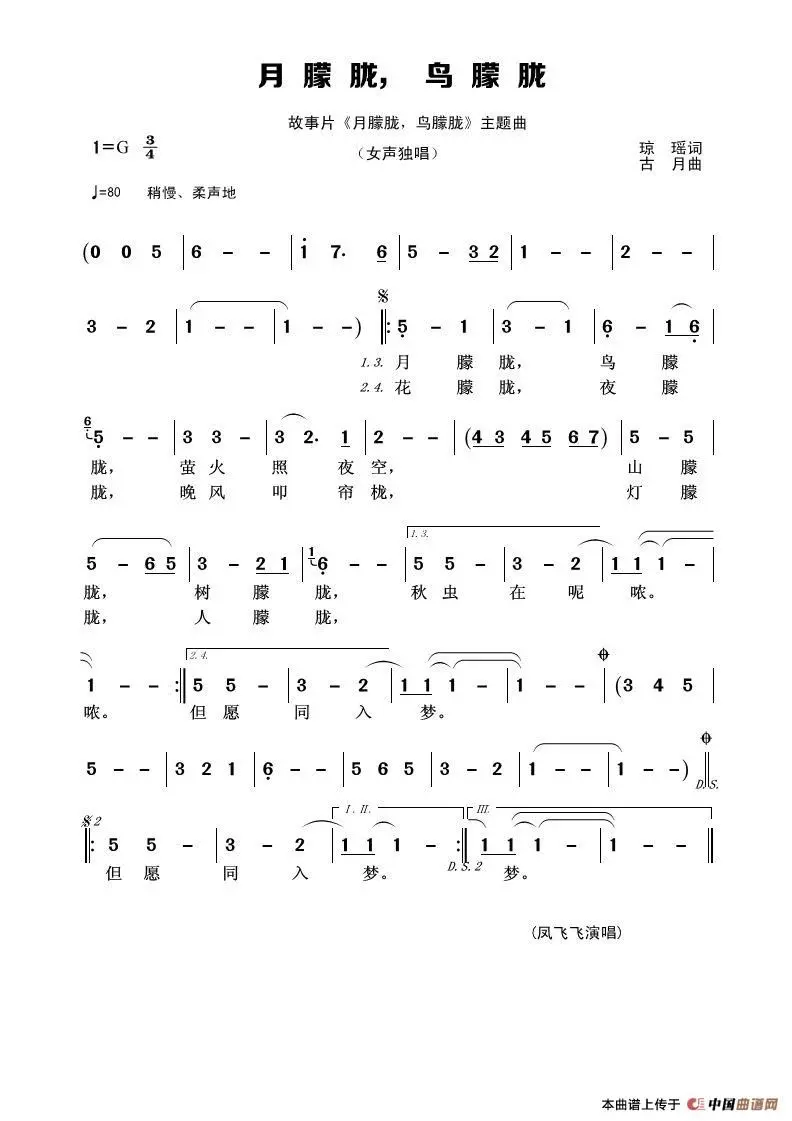 月朦胧，鸟朦胧
故事片《月朦胧，鸟朦胧》主题曲
1=G 3/4
（女声独唱）
琼 瑶词
古 月曲
♩=80 稍慢、柔声地
(0 0 5 | 6 - - | i 7· 6 | 5 - 3 2 | 1 - - | 2 - - |
3 - 2 | 1 - - | 1 - -) 𝄋 ‖: 5 - 1 | 3 - 1 | 6 - 1 6 |
1.3. 月 朦 胧， 鸟 朦
2.4. 花 朦 胧， 夜 朦
6 5 - - | 3 3 - | 3 2· 1 | 2 - - | (4 3 4 5 6 7) | 5 - 5 |
胧， 萤 火 照 夜 空， 山 朦
胧， 晚 风 叩 帘 栊， 灯 朦
1.3.
5 - 6 5 | 3 - 2 1 | 1 6 - - | 5 5 - | 3 - 2 | 1 1 1 - |
胧， 树 朦 胧， 秋 虫 在 呢 哝。
胧， 人 朦 胧，
2.4.
1 - - :‖ 5 5 - | 3 - 2 | 1 1 1 - | 1 - - 𝄌 | (3 4 5 |
哝。 但 愿 同 入 梦。
5 - - | 3 2 1 | 6 - - | 5 6 5 | 3 - 2 | 1 - - | 1 - -) 𝄌 ‖
D.S.
𝄋2 I.II. III.
‖: 5 5 - | 3 - 2 | 1 1 1 - :‖ 1 1 1 - | 1 - - ‖
D.S.2
但 愿 同 入 梦。 梦。
(凤飞飞演唱)
本曲谱上传于 中国曲谱网